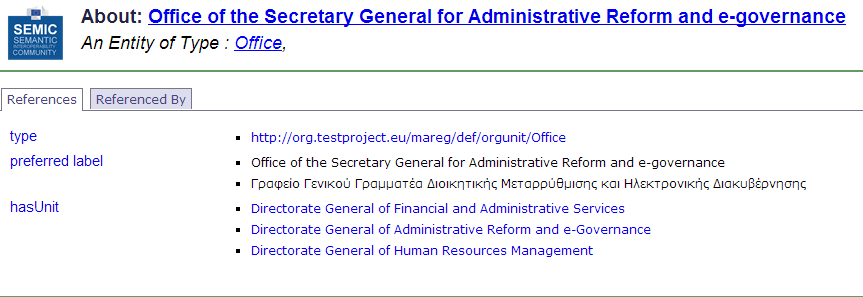 About: Office of the Secretary General for Administrative Reform and e-governance
An Entity of Type : Office,
SEMIC
SEMANTIC
INTEROPERABILITY
COMMUNITY
References
Referenced By
type
http://org.testproject.eu/mareg/def/orgunit/Office
preferred label
Office of the Secretary General for Administrative Reform and e-governance
Γραφείο Γενικού Γραμματέα Διοικητικής Μεταρρύθμισης και Ηλεκτρονικής Διακυβέρνησης
hasUnit
Directorate General of Financial and Administrative Services
Directorate General of Administrative Reform and e-Governance
Directorate General of Human Resources Management